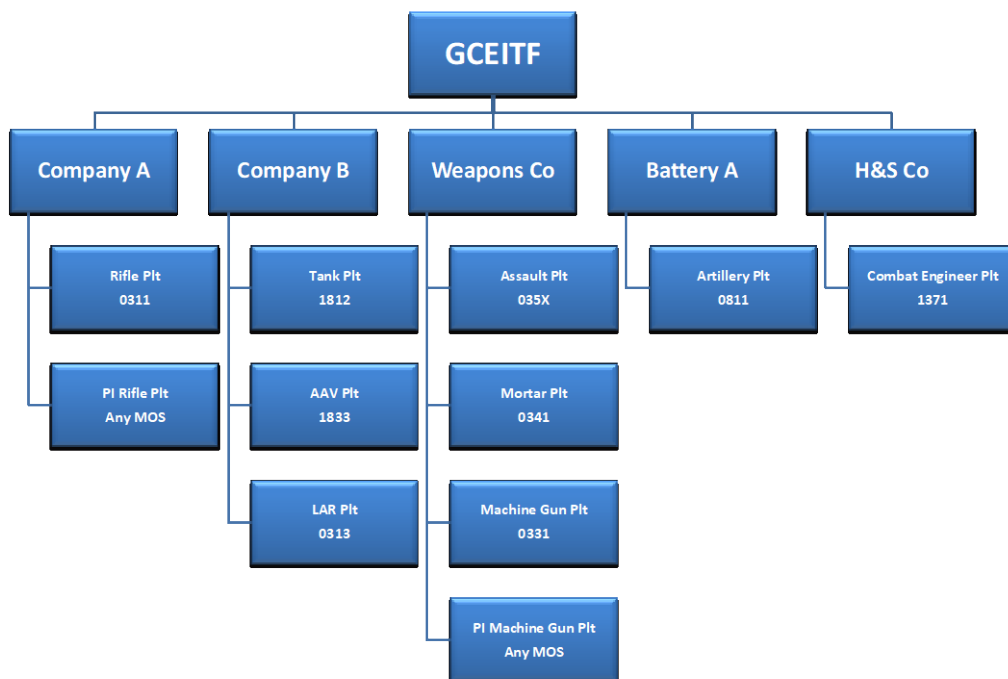 GCEITF
Company A
Company B
Weapons Co
Battery A
H&S Co
Rifle Plt
0311
PI Rifle Plt
Any MOS
Tank Plt
1812
AAV Plt
1833
LAR Plt
0313
Assault Plt
035X
Mortar Plt
0341
Machine Gun Plt
0331
PI Machine Gun Plt
Any MOS
Artillery Plt
0811
Combat Engineer Plt
1371